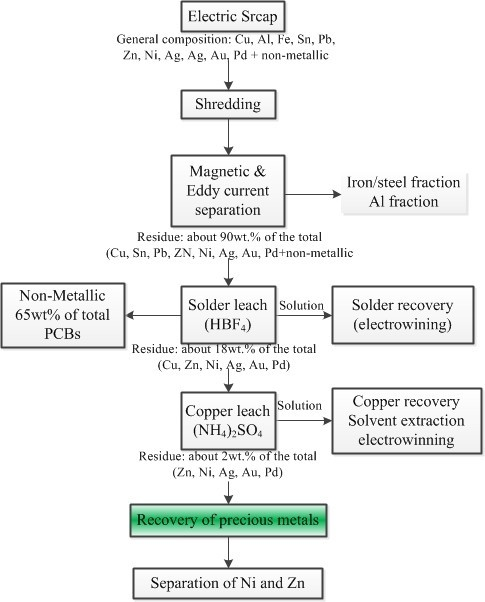 Electric Srcap
General composition: Cu, Al, Fe, Sn, Pb,
Zn, Ni, Ag, Ag, Au, Pd + non-metallic
Shredding
Magnetic &
Eddy current
separation
Iron/steel fraction
Al fraction
Residue: about 90wt.% of the total
(Cu, Sn, Pb, ZN, Ni, Ag, Au, Pd+non-metallic
Non-Metallic
65wt% of total
PCBs
Solder leach
(HBF₄)
Solution
Solder recovery
(electrowining)
Residue: about 18wt.% of the total
(Cu, Zn, Ni, Ag, Au, Pd)
Copper leach
(NH₄)₂SO₄
Solution
Copper recovery
Solvent extraction
electrowinning
Residue: about 2wt.% of the total
(Zn, Ni, Ag, Au, Pd)
Recovery of precious metals
Separation of Ni and Zn